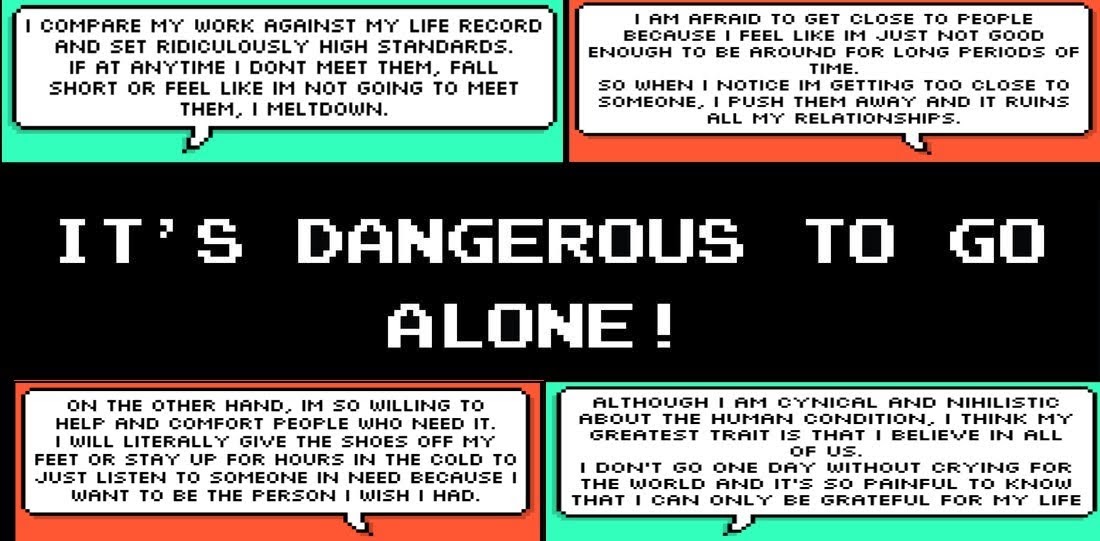 I COMPARE MY WORK AGAINST MY LIFE RECORD
AND SET RIDICULOUSLY HIGH STANDARDS.
IF AT ANYTIME I DONT MEET THEM, FALL
SHORT OR FEEL LIKE IM NOT GOING TO MEET
THEM, I MELTDOWN.
I AM AFRAID TO GET CLOSE TO PEOPLE
BECAUSE I FEEL LIKE IM JUST NOT GOOD
ENOUGH TO BE AROUND FOR LONG PERIODS OF
TIME.
SO WHEN I NOTICE IM GETTING TOO CLOSE TO
SOMEONE, I PUSH THEM AWAY AND IT RUINS
ALL MY RELATIONSHIPS.
IT'S DANGEROUS TO GO
ALONE!
ON THE OTHER HAND, IM SO WILLING TO
HELP AND COMFORT PEOPLE WHO NEED IT.
I WILL LITERALLY GIVE THE SHOES OFF MY
FEET OR STAY UP FOR HOURS IN THE COLD TO
JUST LISTEN TO SOMEONE IN NEED BECAUSE I
WANT TO BE THE PERSON I WISH I HAD.
ALTHOUGH I AM CYNICAL AND NIHILISTIC
ABOUT THE HUMAN CONDITION, I THINK MY
GREATEST TRAIT IS THAT I BELIEVE IN ALL
OF US.
I DON'T GO ONE DAY WITHOUT CRYING FOR
THE WORLD AND IT'S SO PAINFUL TO KNOW
THAT I CAN ONLY BE GRATEFUL FOR MY LIFE